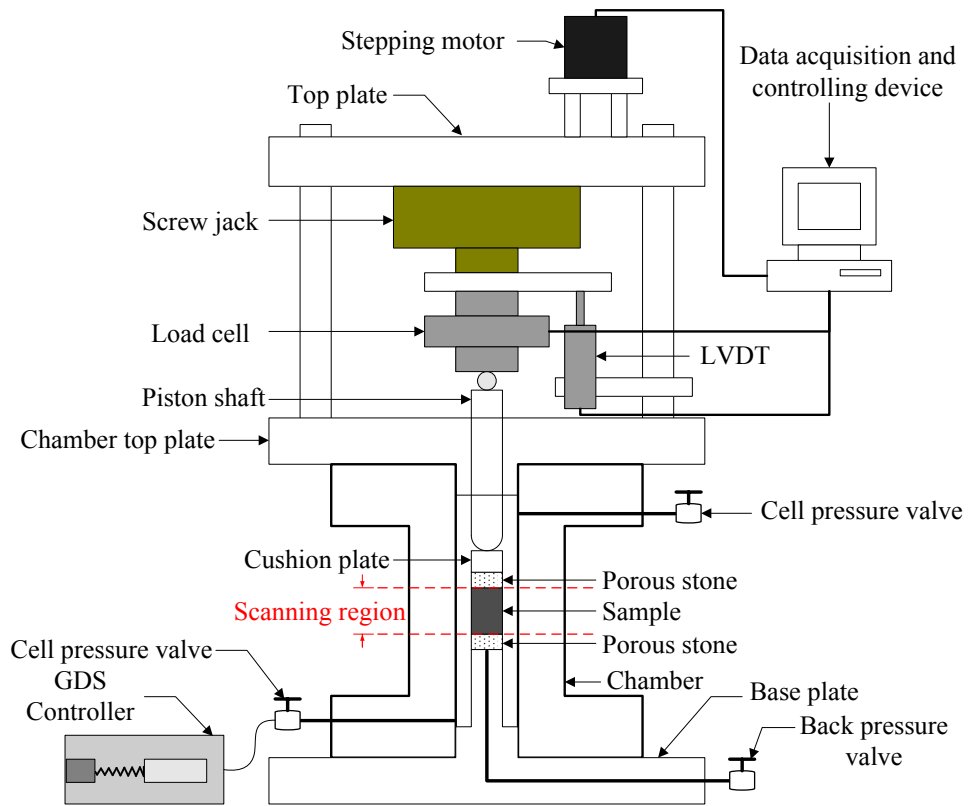 Stepping motor
Data acquisition and
controlling device
Top plate
Screw jack
Load cell
LVDT
Piston shaft
Chamber top plate
Cell pressure valve
Cushion plate
Porous stone
Scanning region
Sample
Porous stone
Cell pressure valve
GDS
Controller
Chamber
Base plate
Back pressure
valve